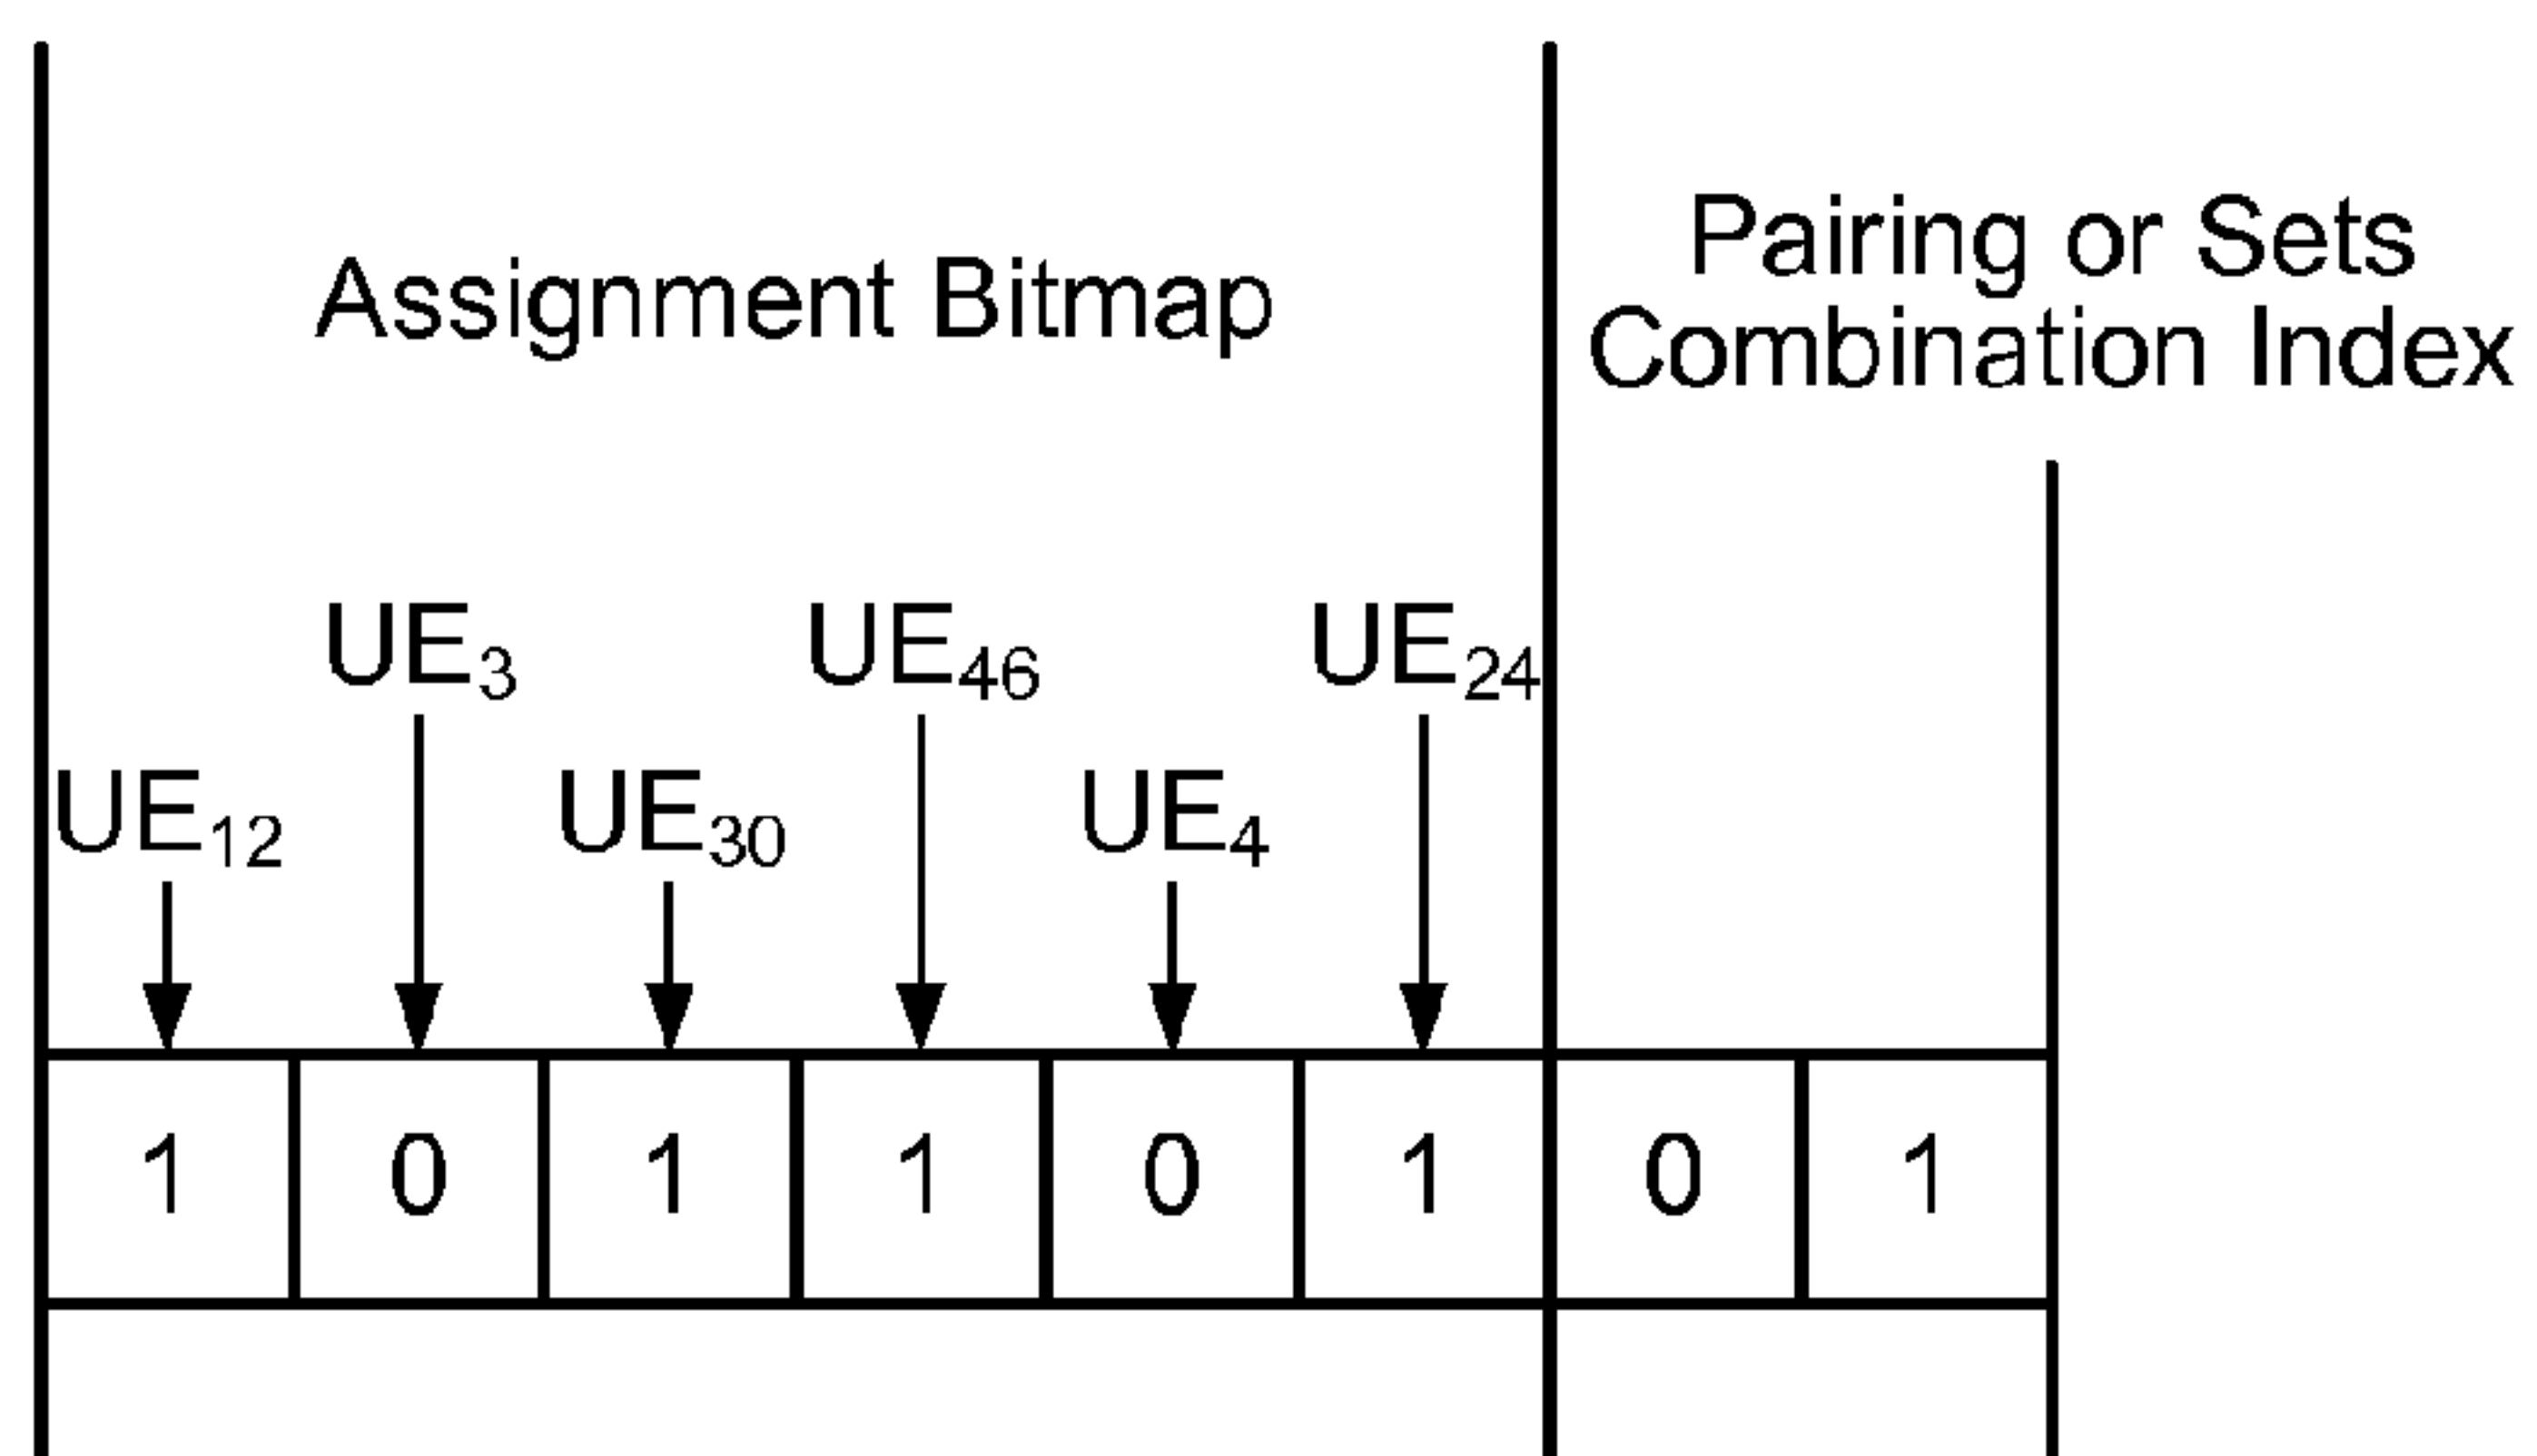 Assignment Bitmap
Pairing or Sets
Combination Index
UE3 UE46 UE24
UE12 UE30 UE4
1 0 1 1 0 1 0 1